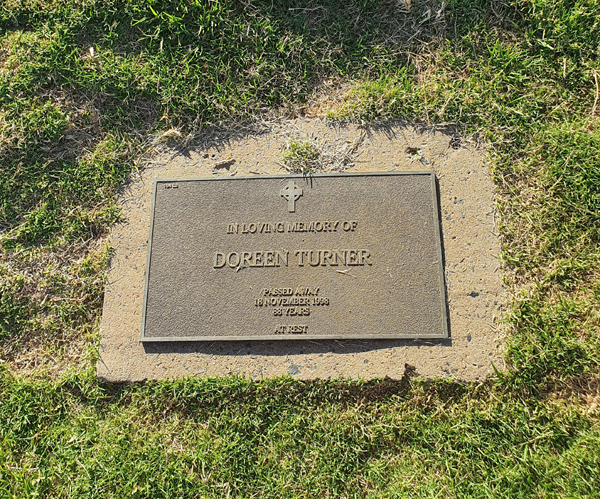 IN LOVING MEMORY OF
DOREEN TURNER
PASSED AWAY
18 NOVEMBER 1998
88 YEARS
AT REST